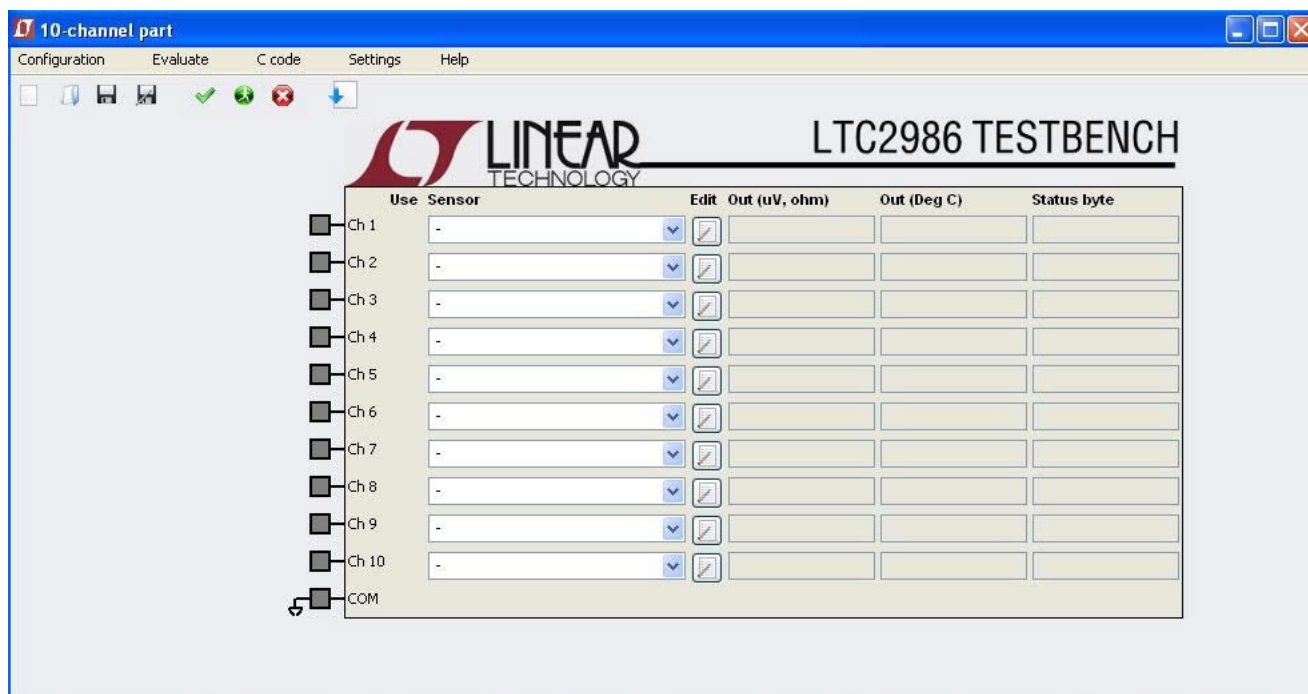 10-channel part
Configuration Evaluate C code Settings Help
LINEAR TECHNOLOGY
LTC2986 TESTBENCH
Use Sensor Edit Out (uV, ohm) Out (Deg C) Status byte
Ch 1 -
Ch 2 -
Ch 3 -
Ch 4 -
Ch 5 -
Ch 6 -
Ch 7 -
Ch 8 -
Ch 9 -
Ch 10 -
COM